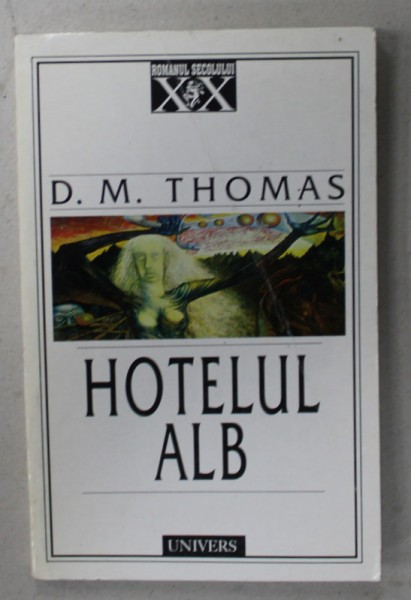 ROMANUL SECOLULUI
XX
D. M. THOMAS
HOTELUL
ALB
UNIVERS